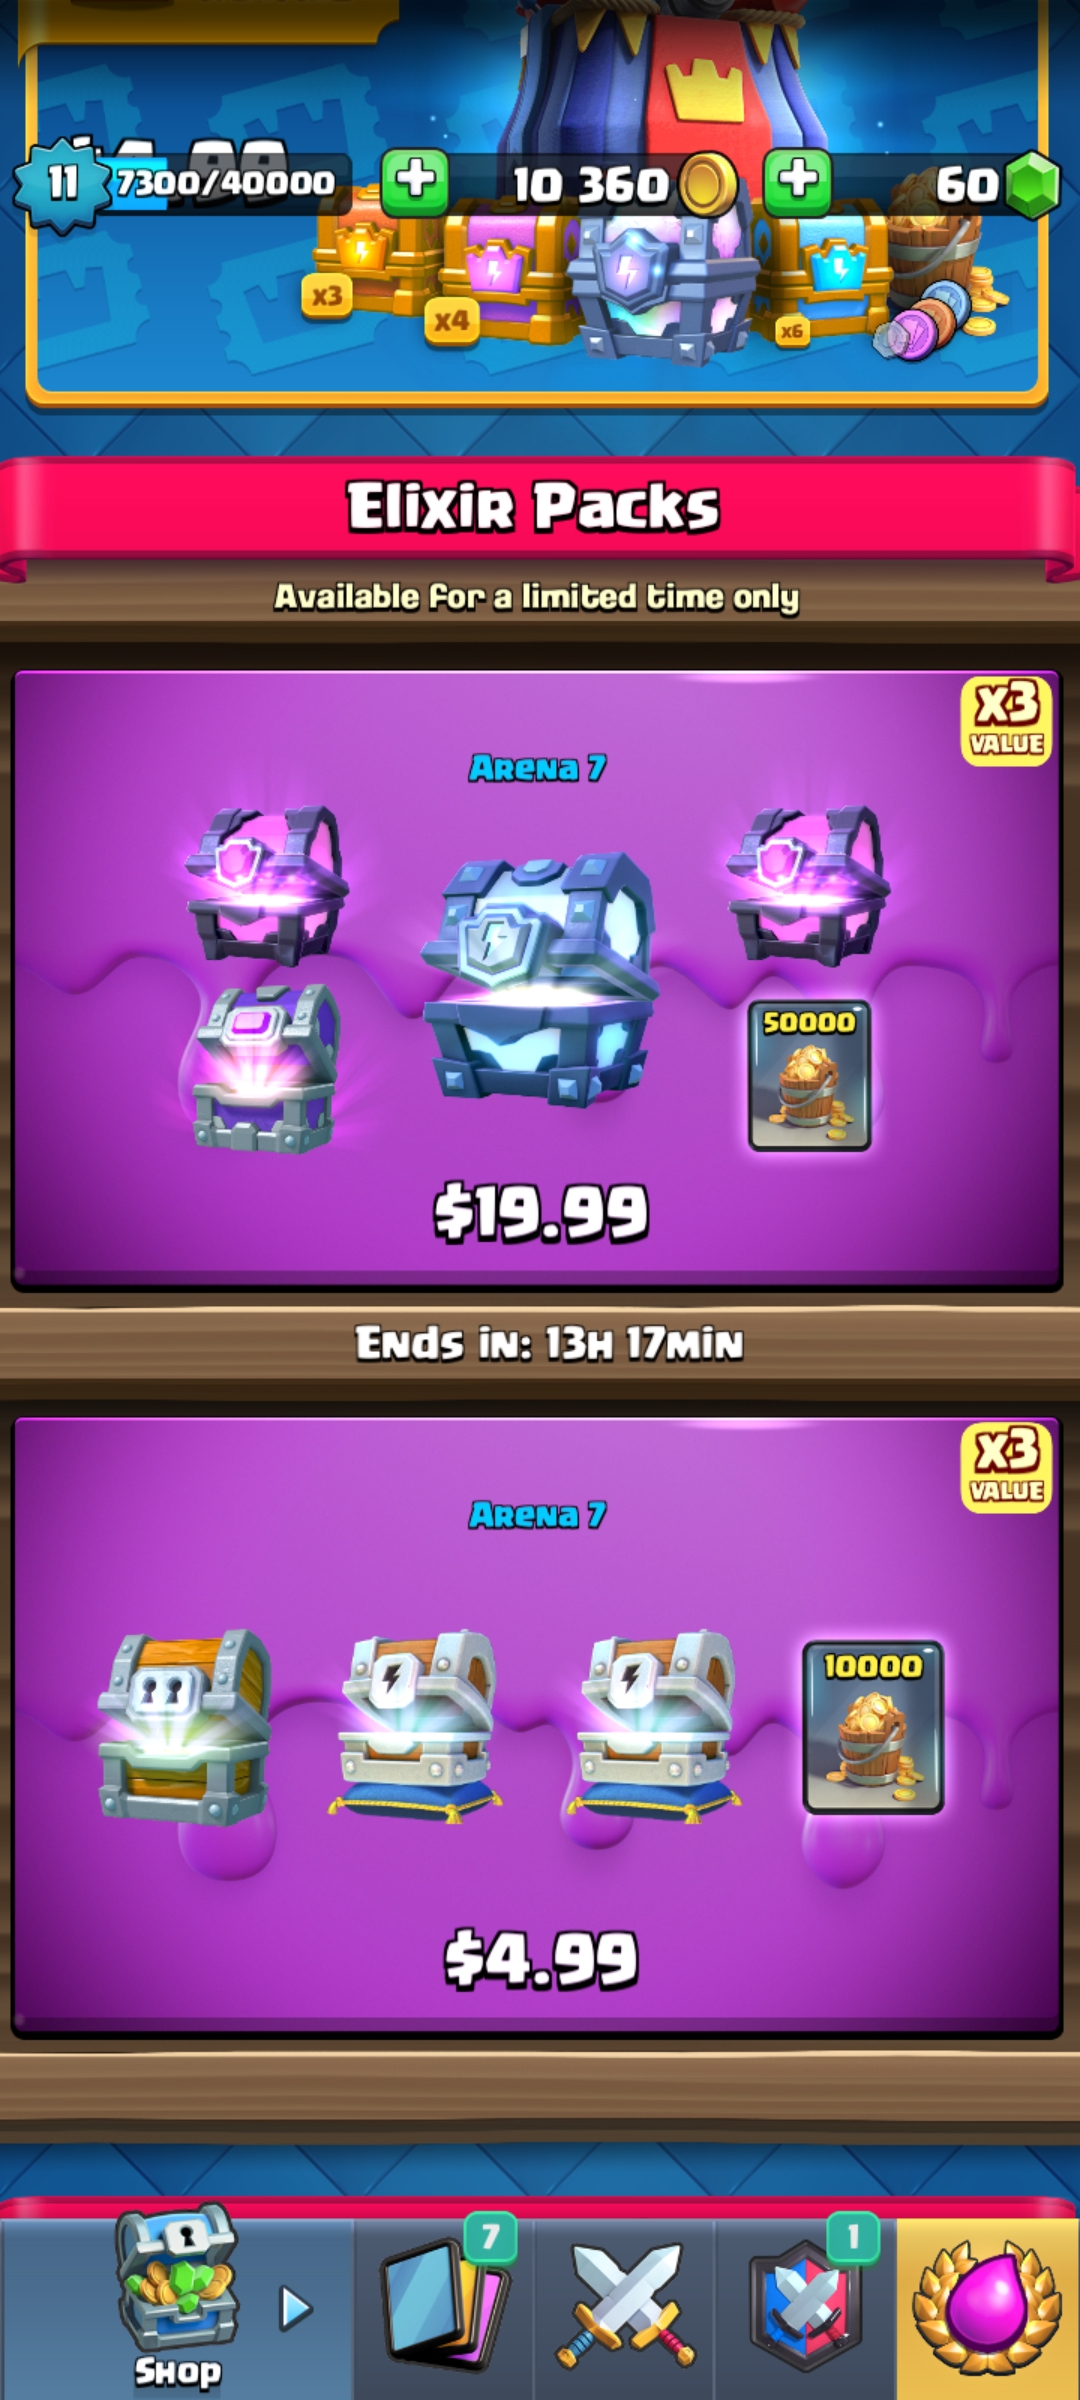 11
7300/40000
10 360
60
x3
x4
x6
Elixir Packs
Available for a limited time only
x3
VALUE
Arena 7
50000
$19.99
Ends in: 13H 17MIN
x3
VALUE
Arena 7
10000
$4.99
7
1
Shop